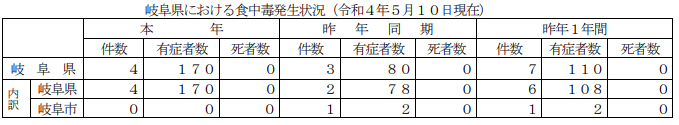 岐阜県における食中毒発生状況（令和４年５月１０日現在）
本　年 昨　年　同　期 昨年１年間
件数 有症者数 死者数 件数 有症者数 死者数 件数 有症者数 死者数
岐　阜　県 ４ １７０ ０ ３ ８０ ０ ７ １１０ ０
内訳 岐阜県 ４ １７０ ０ ２ ７８ ０ ６ １０８ ０
岐阜市 ０ ０ ０ １ ２ ０ １ ２ ０